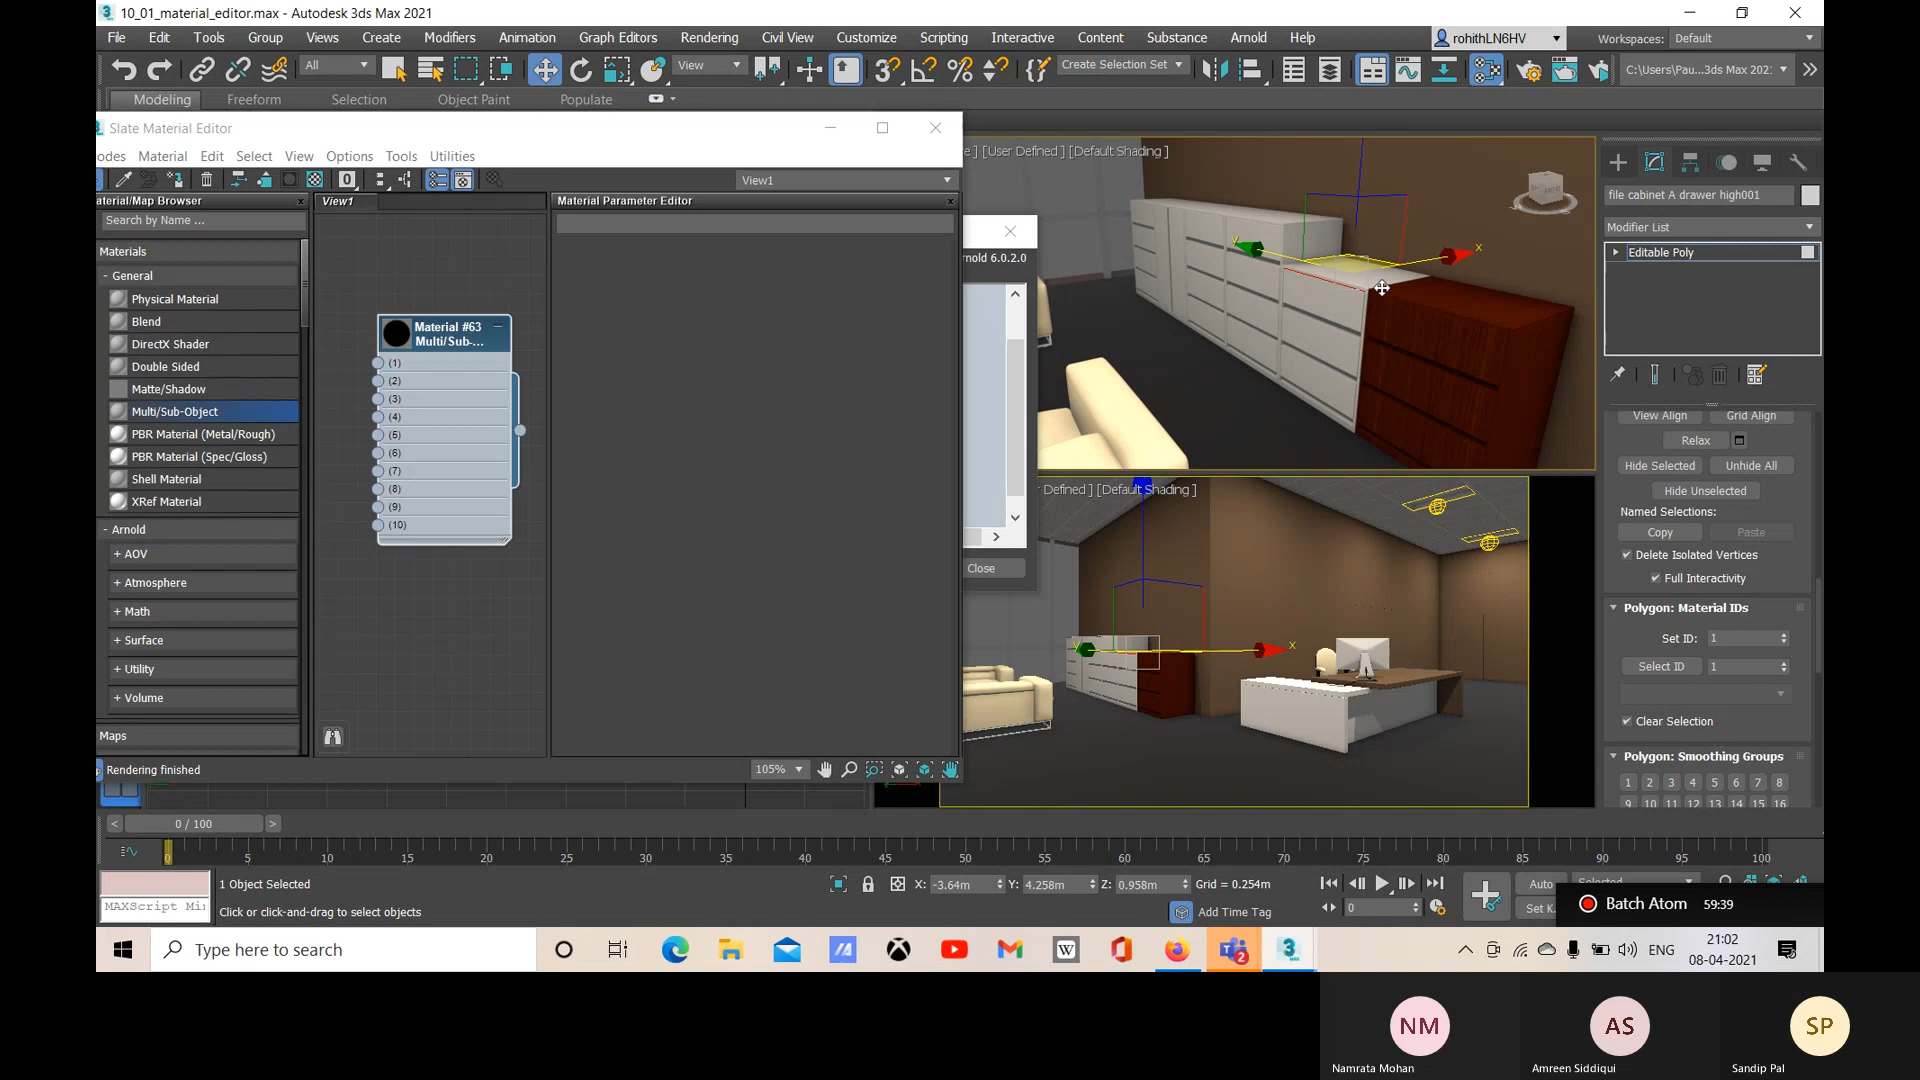 10_01_material_editor.max - Autodesk 3ds Max 2021
File Edit Tools Group Views Create Modifiers Animation Graph Editors Rendering Civil View Customize Scripting Interactive Content Substance Arnold Help
rohithLN6HV
Workspaces: Default
All
View
Create Selection Set
C:\Users\Pau...3ds Max 202:
Modeling Freeform Selection Object Paint Populate
Slate Material Editor
odes Material Edit Select View Options Tools Utilities
View1
aterial/Map Browser
Search by Name ...
Materials
- General
Physical Material
Blend
DirectX Shader
Double Sided
Matte/Shadow
Multi/Sub-Object
PBR Material (Metal/Rough)
PBR Material (Spec/Gloss)
Shell Material
XRef Material
- Arnold
+ AOV
+ Atmosphere
+ Math
+ Surface
+ Utility
+ Volume
Maps
Rendering finished
View1
Material #63
Multi/Sub-...
(1)
(2)
(3)
(4)
(5)
(6)
(7)
(8)
(9)
(10)
Material Parameter Editor
105%
rnold 6.0.2.0
Close
] [User Defined ] [Default Shading ]
y
x
Defined ] [Default Shading ]
x
file cabinet A drawer high001
Modifier List
Editable Poly
View Align Grid Align
Relax
Hide Selected Unhide All
Hide Unselected
Named Selections:
Copy Paste
Delete Isolated Vertices
Full Interactivity
Polygon: Material IDs
Set ID: 1
Select ID 1
Clear Selection
Polygon: Smoothing Groups
1 2 3 4 5 6 7 8
9 10 11 12 13 14 15 16
< 0 / 100 >
0 5 10 15 20 25 30 35 40 45 50 55 60 65 70 75 80 85 90 95 100
MAXScript Mi
1 Object Selected
Click or click-and-drag to select objects
X: -3.64m Y: 4.258m Z: 0.958m Grid = 0.254m
Add Time Tag
0
Auto Selected
Set K
Batch Atom 59:39
Type here to search
2
ENG
21:02
08-04-2021
NM
Namrata Mohan
AS
Amreen Siddiqui
SP
Sandip Pal